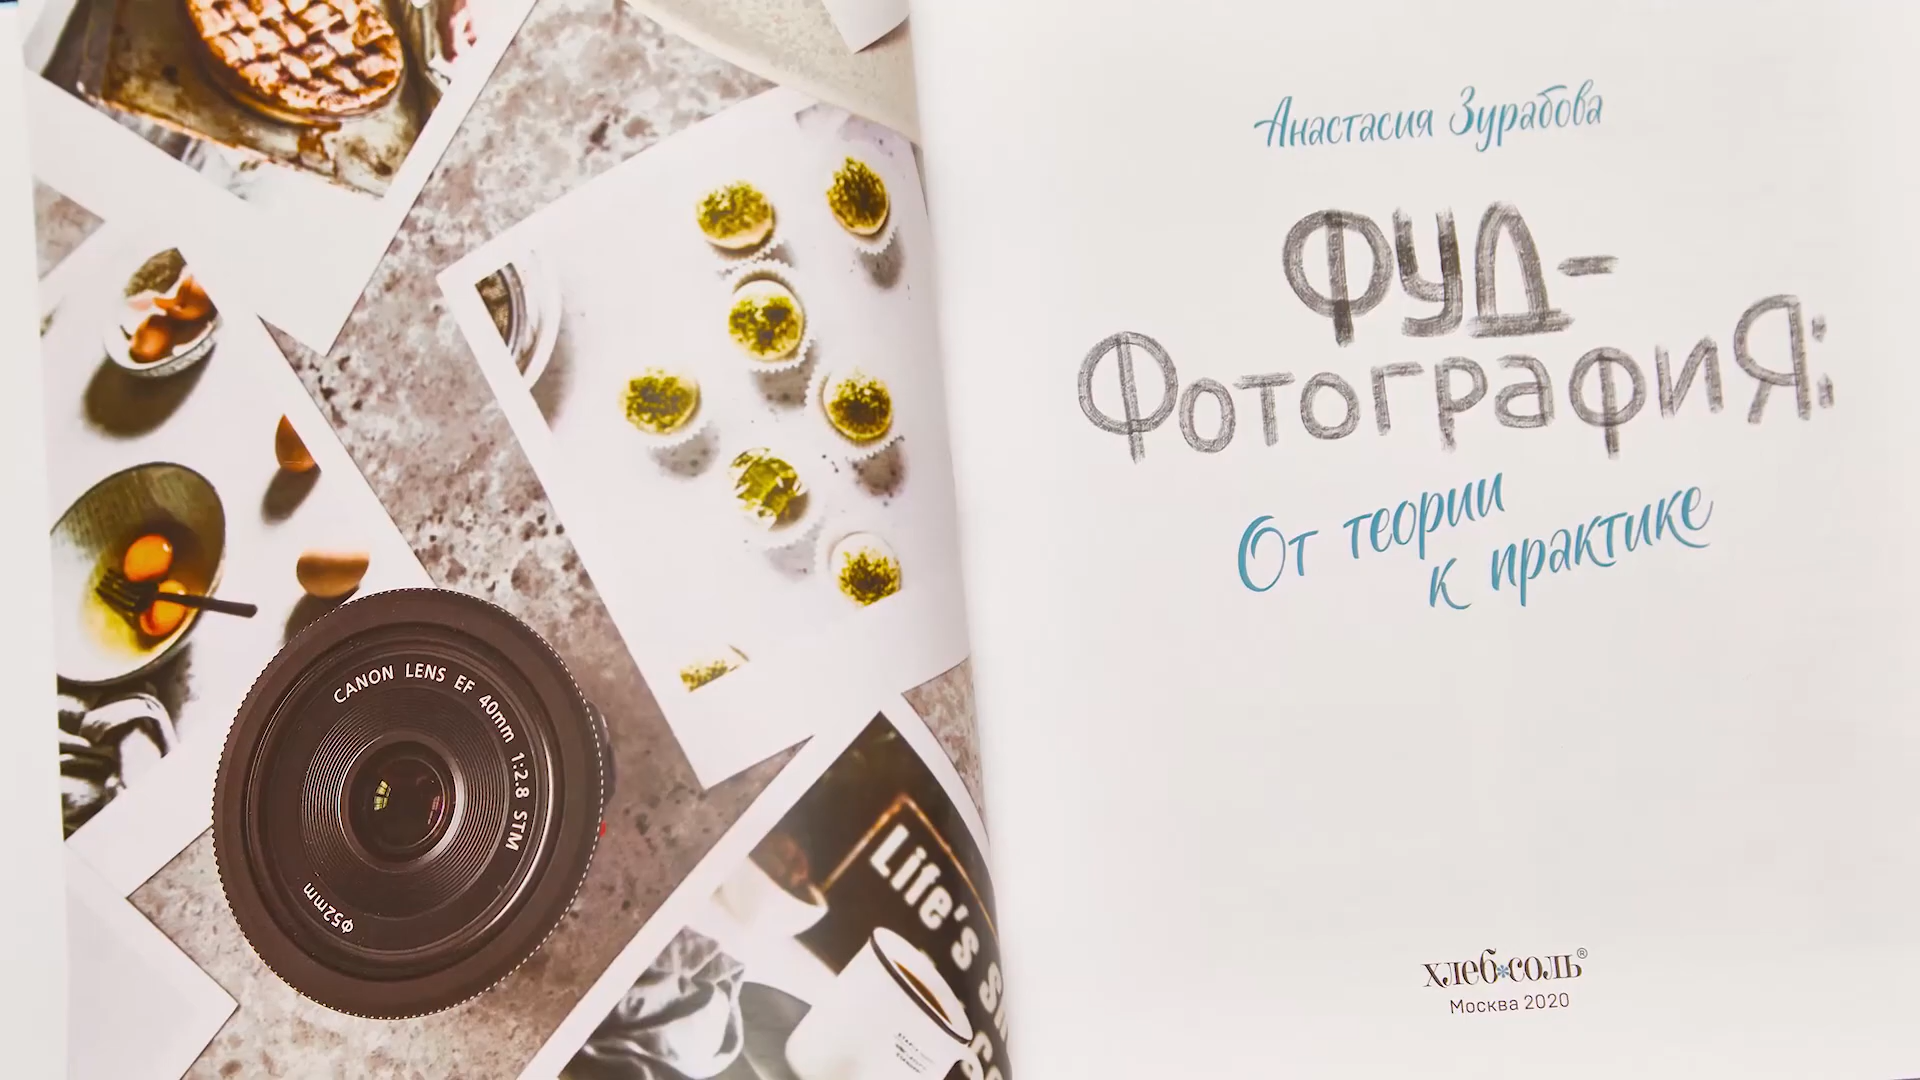 CANON LENS EF 40mm 1:2.8 STM
ф52mm
Life's
Анастасия Зурабова
ФУД-
ФотографиЯ:
От теории
к практике
хлеб*соль®
Москва 2020